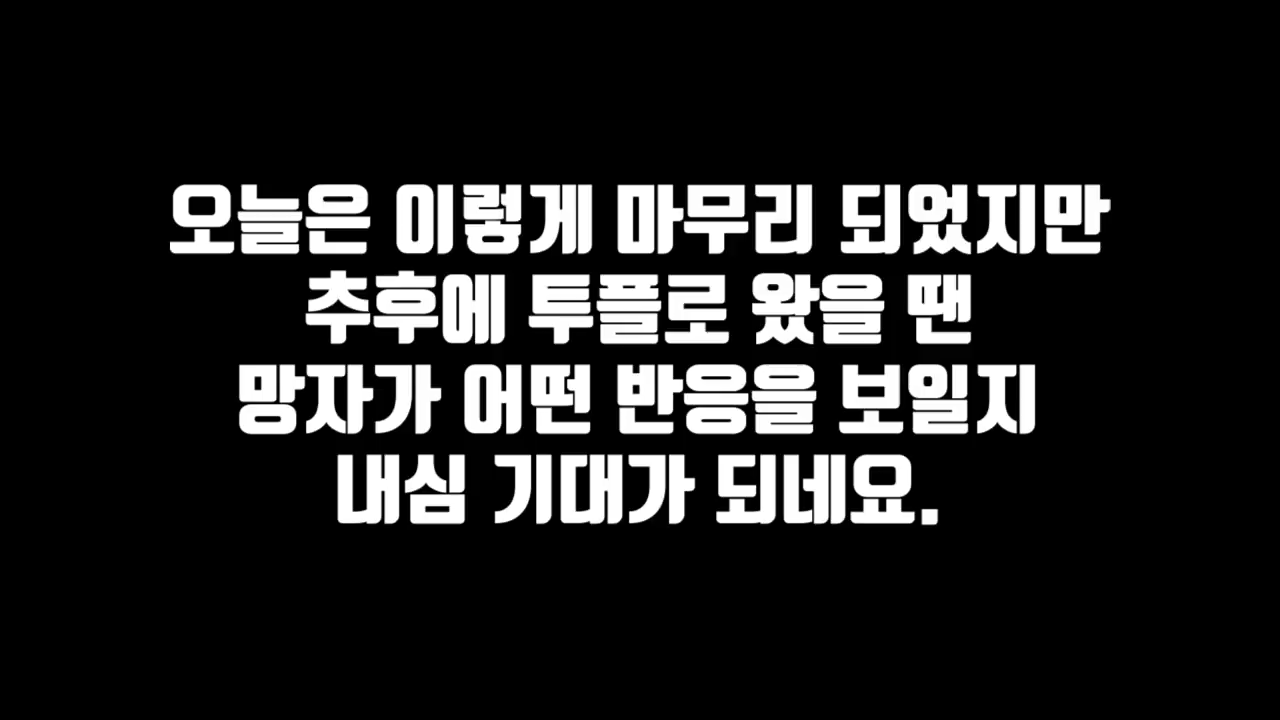 오늘은 이렇게 마무리 되었지만
추후에 투플로 왔을 땐
망자가 어떤 반응을 보일지
내심 기대가 되네요.